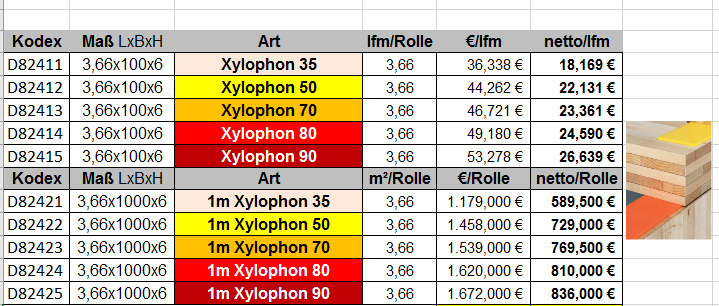 Kodex Maß LxBxH Art lfm/Rolle €/lfm netto/lfm
D82411 3,66x100x6 Xylophon 35 3,66 36,338 € 18,169 €
D82412 3,66x100x6 Xylophon 50 3,66 44,262 € 22,131 €
D82413 3,66x100x6 Xylophon 70 3,66 46,721 € 23,361 €
D82414 3,66x100x6 Xylophon 80 3,66 49,180 € 24,590 €
D82415 3,66x100x6 Xylophon 90 3,66 53,278 € 26,639 €
Kodex Maß LxBxH Art m²/Rolle €/Rolle netto/Rolle
D82421 3,66x1000x6 1m Xylophon 35 3,66 1.179,000 € 589,500 €
D82422 3,66x1000x6 1m Xylophon 50 3,66 1.458,000 € 729,000 €
D82423 3,66x1000x6 1m Xylophon 70 3,66 1.539,000 € 769,500 €
D82424 3,66x1000x6 1m Xylophon 80 3,66 1.620,000 € 810,000 €
D82425 3,66x1000x6 1m Xylophon 90 3,66 1.672,000 € 836,000 €